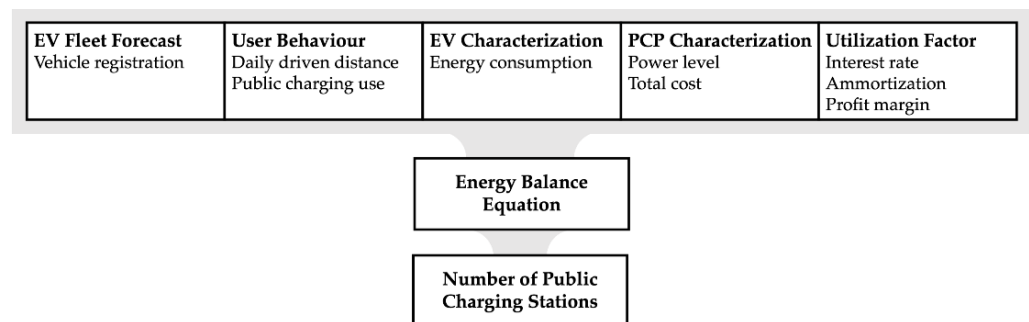 EV Fleet Forecast
Vehicle registration
User Behaviour
Daily driven distance
Public charging use
EV Characterization
Energy consumption
PCP Characterization
Power level
Total cost
Utilization Factor
Interest rate
Ammortization
Profit margin
Energy Balance
Equation
Number of Public
Charging Stations